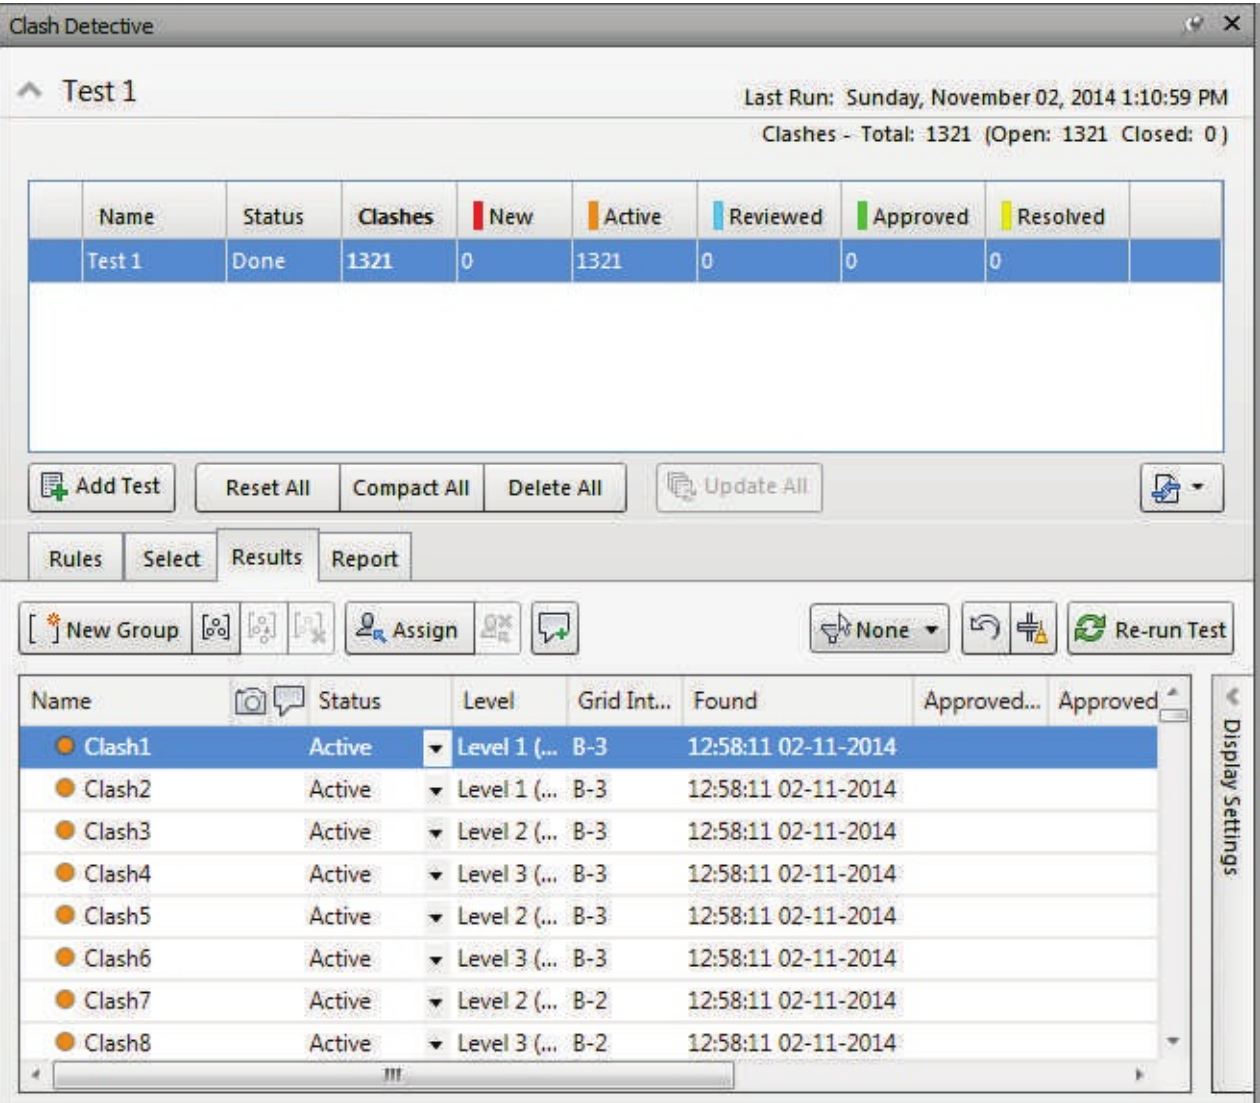 Clash Detective
Test 1
Last Run: Sunday, November 02, 2014 1:10:59 PM
Clashes - Total: 1321 (Open: 1321 Closed: 0 )
Name Status Clashes New Active Reviewed Approved Resolved
Test 1 Done 1321 0 1321 0 0 0
Add Test Reset All Compact All Delete All Update All
Rules Select Results Report
New Group Assign None Re-run Test
Name Status Level Grid Int... Found Approved... Approved
Clash1 Active Level 1 (... B-3 12:58:11 02-11-2014
Clash2 Active Level 1 (... B-3 12:58:11 02-11-2014
Clash3 Active Level 2 (... B-3 12:58:11 02-11-2014
Clash4 Active Level 3 (... B-3 12:58:11 02-11-2014
Clash5 Active Level 2 (... B-3 12:58:11 02-11-2014
Clash6 Active Level 3 (... B-3 12:58:11 02-11-2014
Clash7 Active Level 2 (... B-2 12:58:11 02-11-2014
Clash8 Active Level 3 (... B-2 12:58:11 02-11-2014
Display Settings